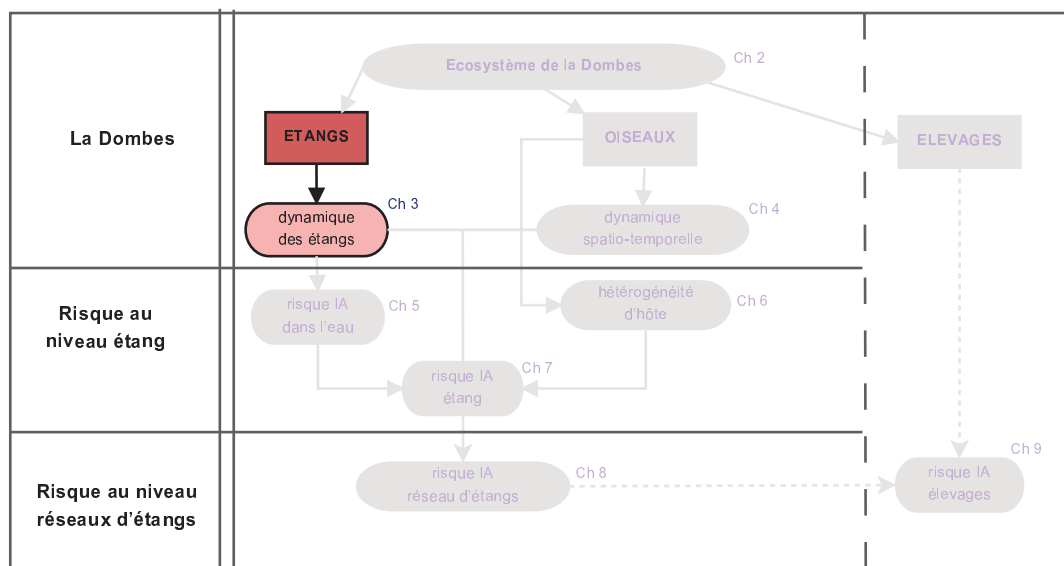 Ecosystème de la Dombes
Ch 2
La Dombes
ETANGS
OISEAUX
ELEVAGES
Ch 3
dynamique
des étangs
Ch 4
dynamique
spatio-temporelle
Risque au
niveau étang
risque IA
dans l'eau
Ch 5
hétérogénéité
d'hôte
Ch 6
Ch 7
risque IA
étang
Risque au niveau
réseaux d'étangs
risque IA
réseau d'étangs
Ch 8
Ch 9
risque IA
élevages